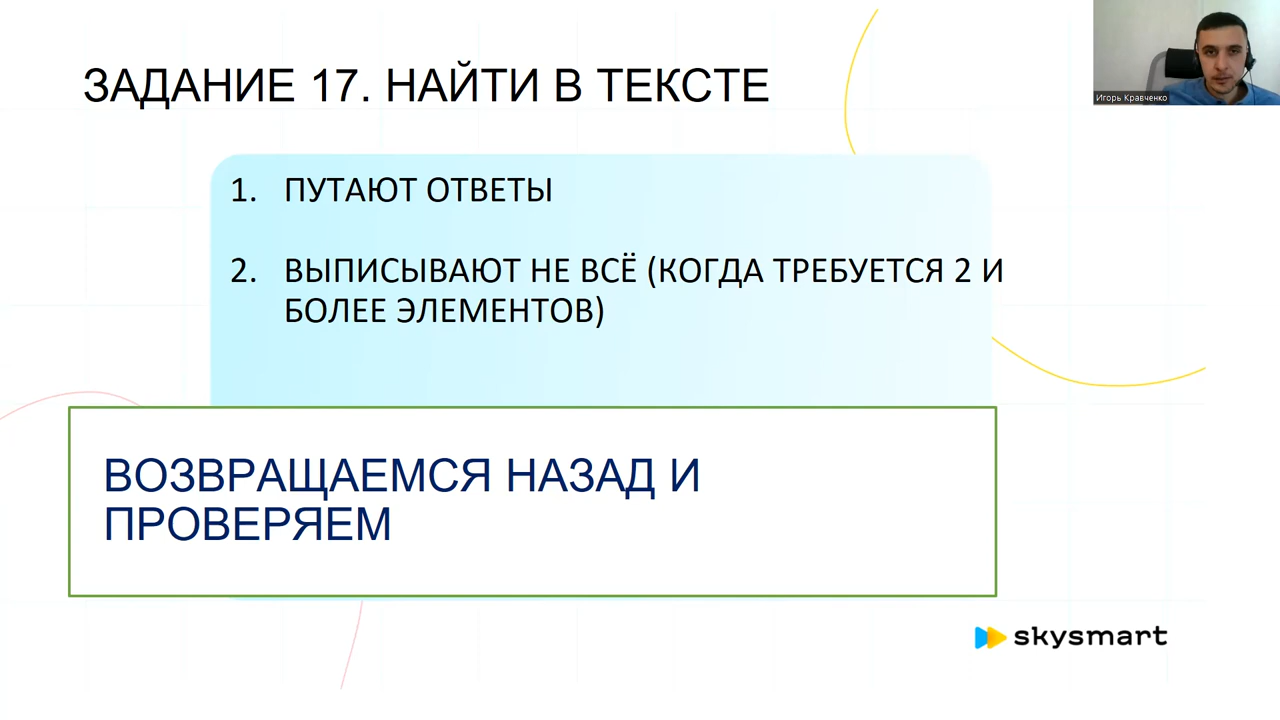 ЗАДАНИЕ 17. НАЙТИ В ТЕКСТЕ
Игорь Кравченко
1. ПУТАЮТ ОТВЕТЫ
2. ВЫПИСЫВАЮТ НЕ ВСЁ (КОГДА ТРЕБУЕТСЯ 2 И
БОЛЕЕ ЭЛЕМЕНТОВ)
ВОЗВРАЩАЕМСЯ НАЗАД И
ПРОВЕРЯЕМ
skysmart